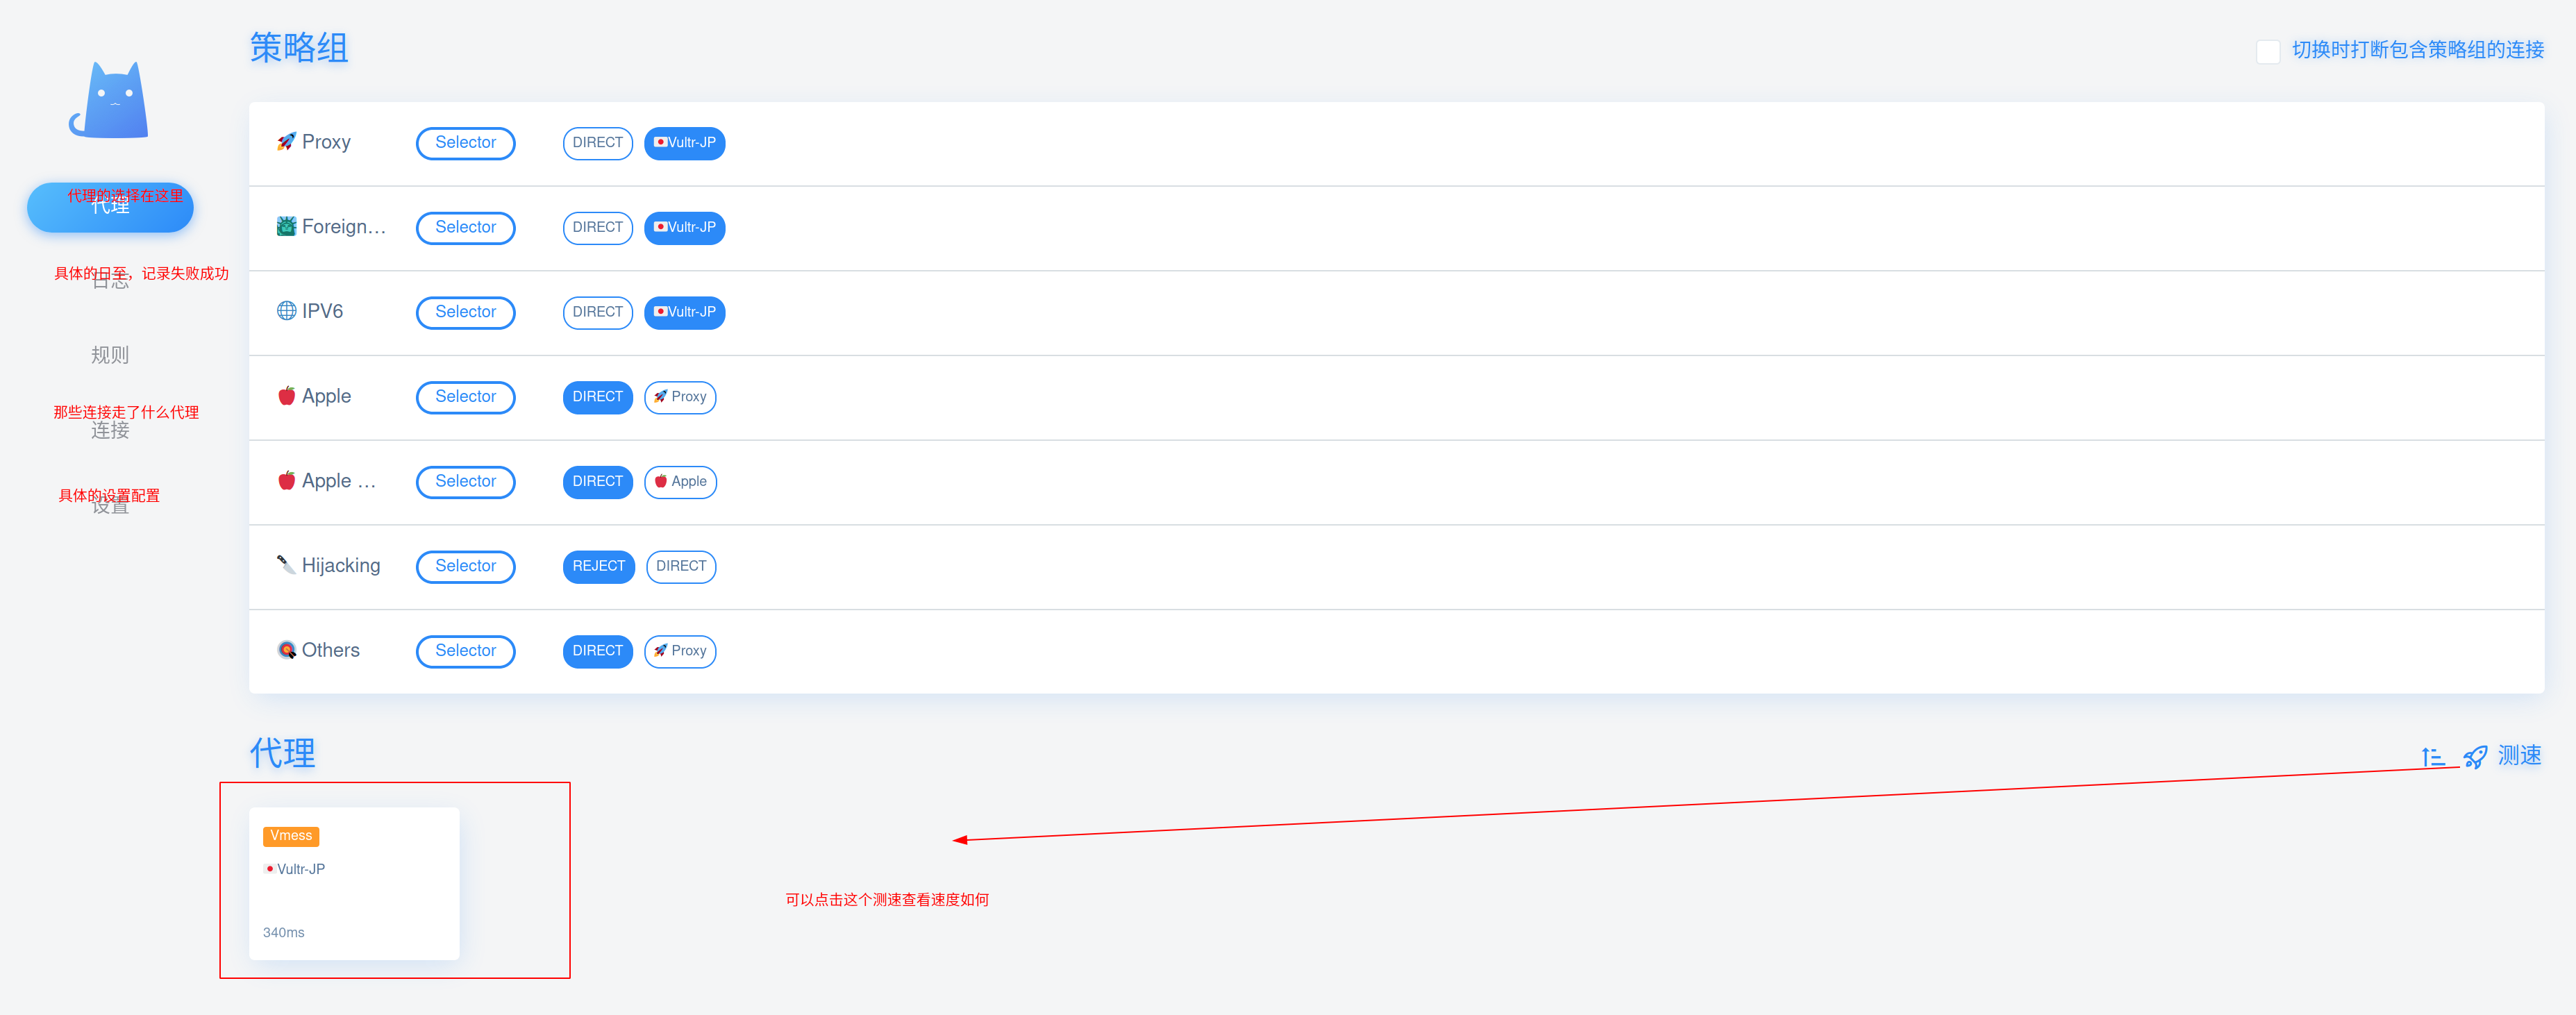 策略组
切换时打断包含策略组的连接
代理的选择在这里
代理
具体的日至，记录失败成功
日志
规则
那些连接走了什么代理
连接
具体的设置配置
设置
Proxy Selector DIRECT Vultr-JP
Foreign... Selector DIRECT Vultr-JP
IPV6 Selector DIRECT Vultr-JP
Apple Selector DIRECT Proxy
Apple ... Selector DIRECT Apple
Hijacking Selector REJECT DIRECT
Others Selector DIRECT Proxy
代理
测速
Vmess
Vultr-JP
340ms
可以点击这个测速查看速度如何